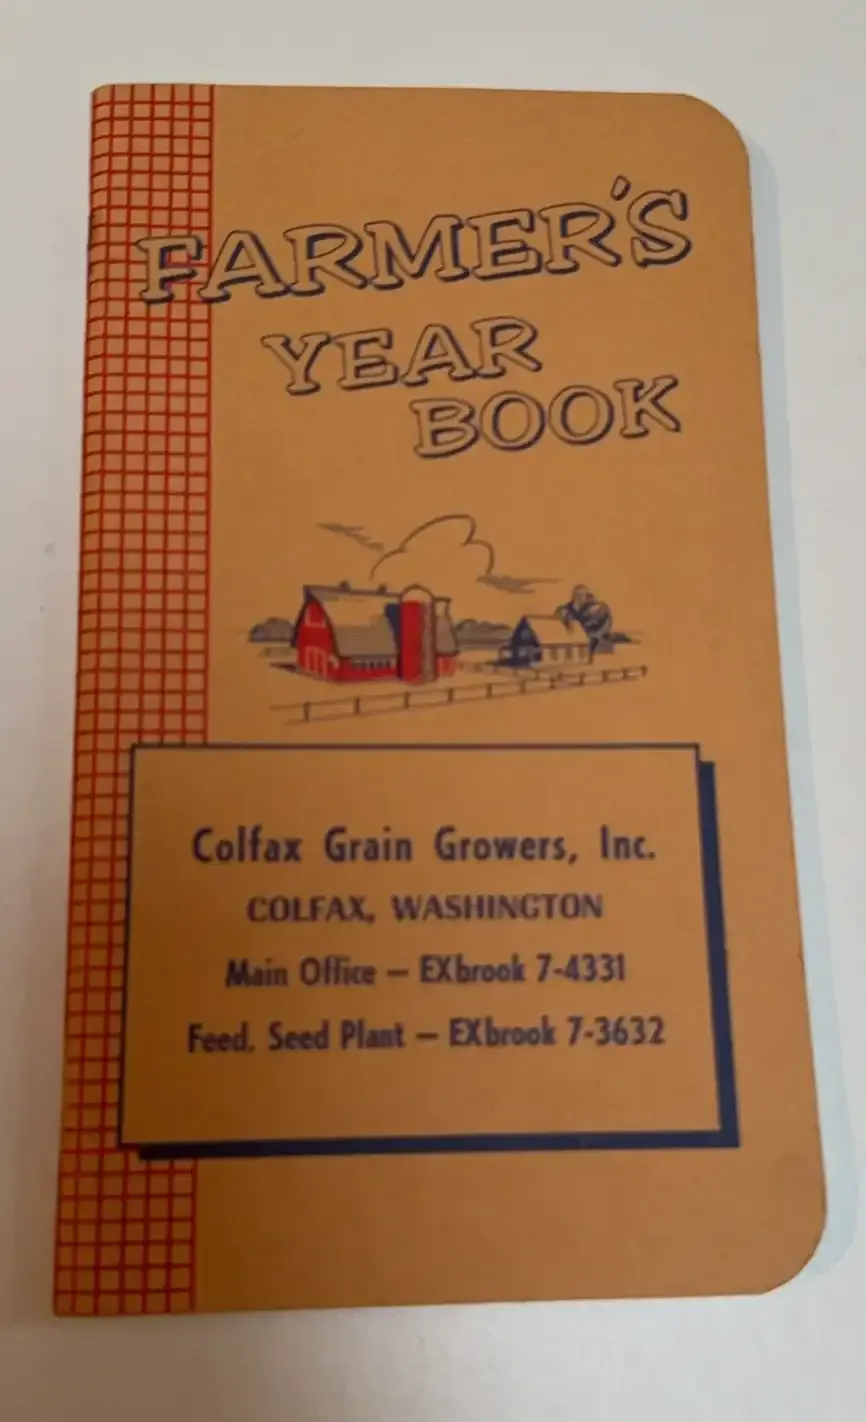 FARMER'S
YEAR
BOOK
Colfax Grain Growers, Inc.
COLFAX, WASHINGTON
Main Office — EXbrook 7-4331
Feed. Seed Plant — EXbrook 7-3632